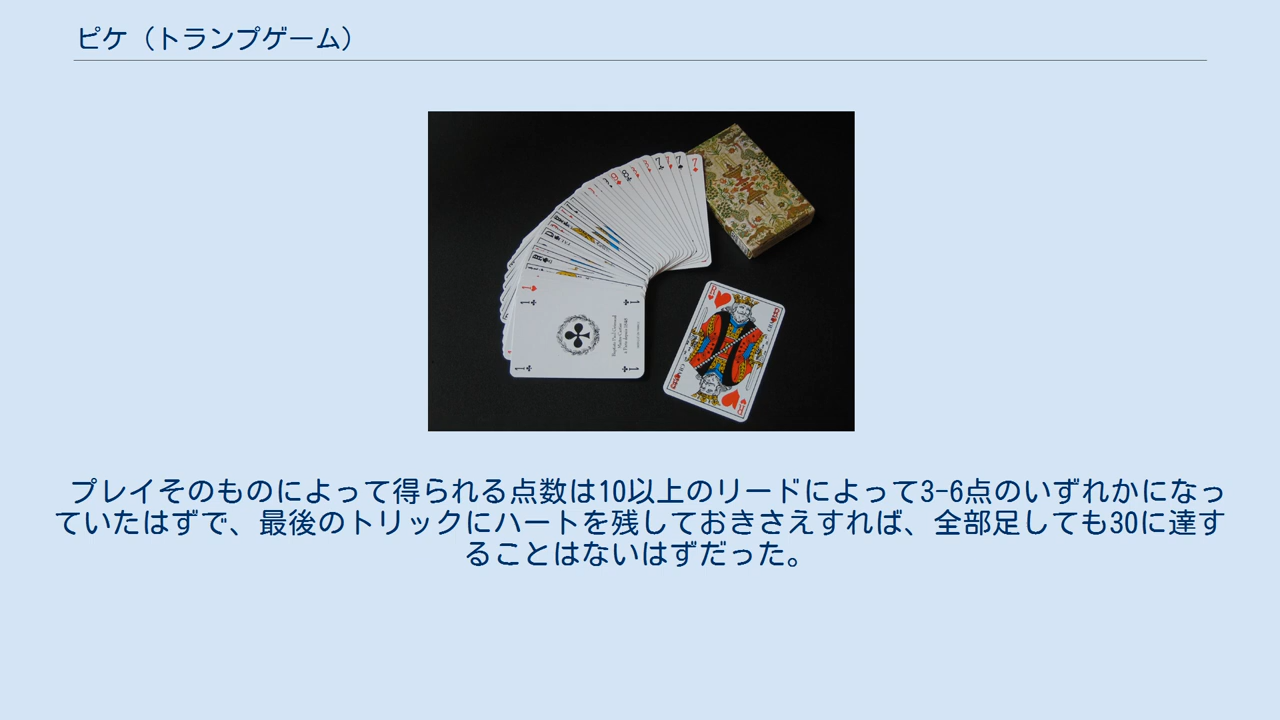 ピケ（トランプゲーム）
プレイそのものによって得られる点数は10以上のリードによって3-6点のいずれかになっ
ていたはずで、最後のトリックにハートを残しておきさえすれば、全部足しても30に達す
ることはないはずだった。